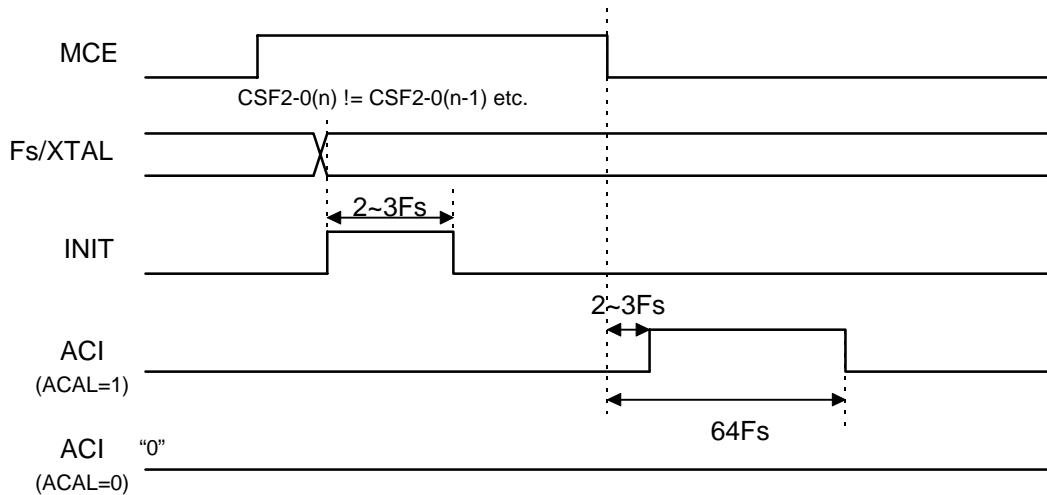 MCE
CSF2-0(n) != CSF2-0(n-1) etc.
Fs/XTAL
2~3Fs
INIT
2~3Fs
ACI
(ACAL=1)
64Fs
ACI “0”
(ACAL=0)